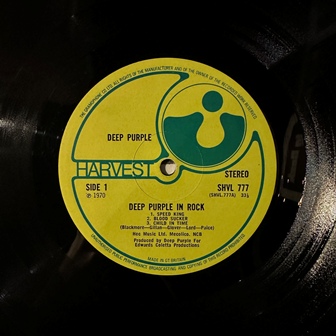 THE GRAMOPHONE CO LTD. ALL RIGHTS OF THE MANUFACTURER AND OF THE OWNER OF THE RECORDED WORK RESERVED
DEEP PURPLE
HARVEST
STEREO
SIDE 1
SHVL 777
℗ 1970
(SHVL.777A) 33⅓
DEEP PURPLE IN ROCK
1. SPEED KING
2. BLOOD SUCKER
3. CHILD IN TIME
(Blackmore—Gillan—Glover—Lord—Paice)
Hec Music Ltd. Mecolico, NCB
Produced by Deep Purple For
Edwards Coletta Productions
MADE IN GT. BRITAIN
UNAUTHORISED PUBLIC PERFORMANCE BROADCASTING AND COPYING OF THIS RECORD PROHIBITED